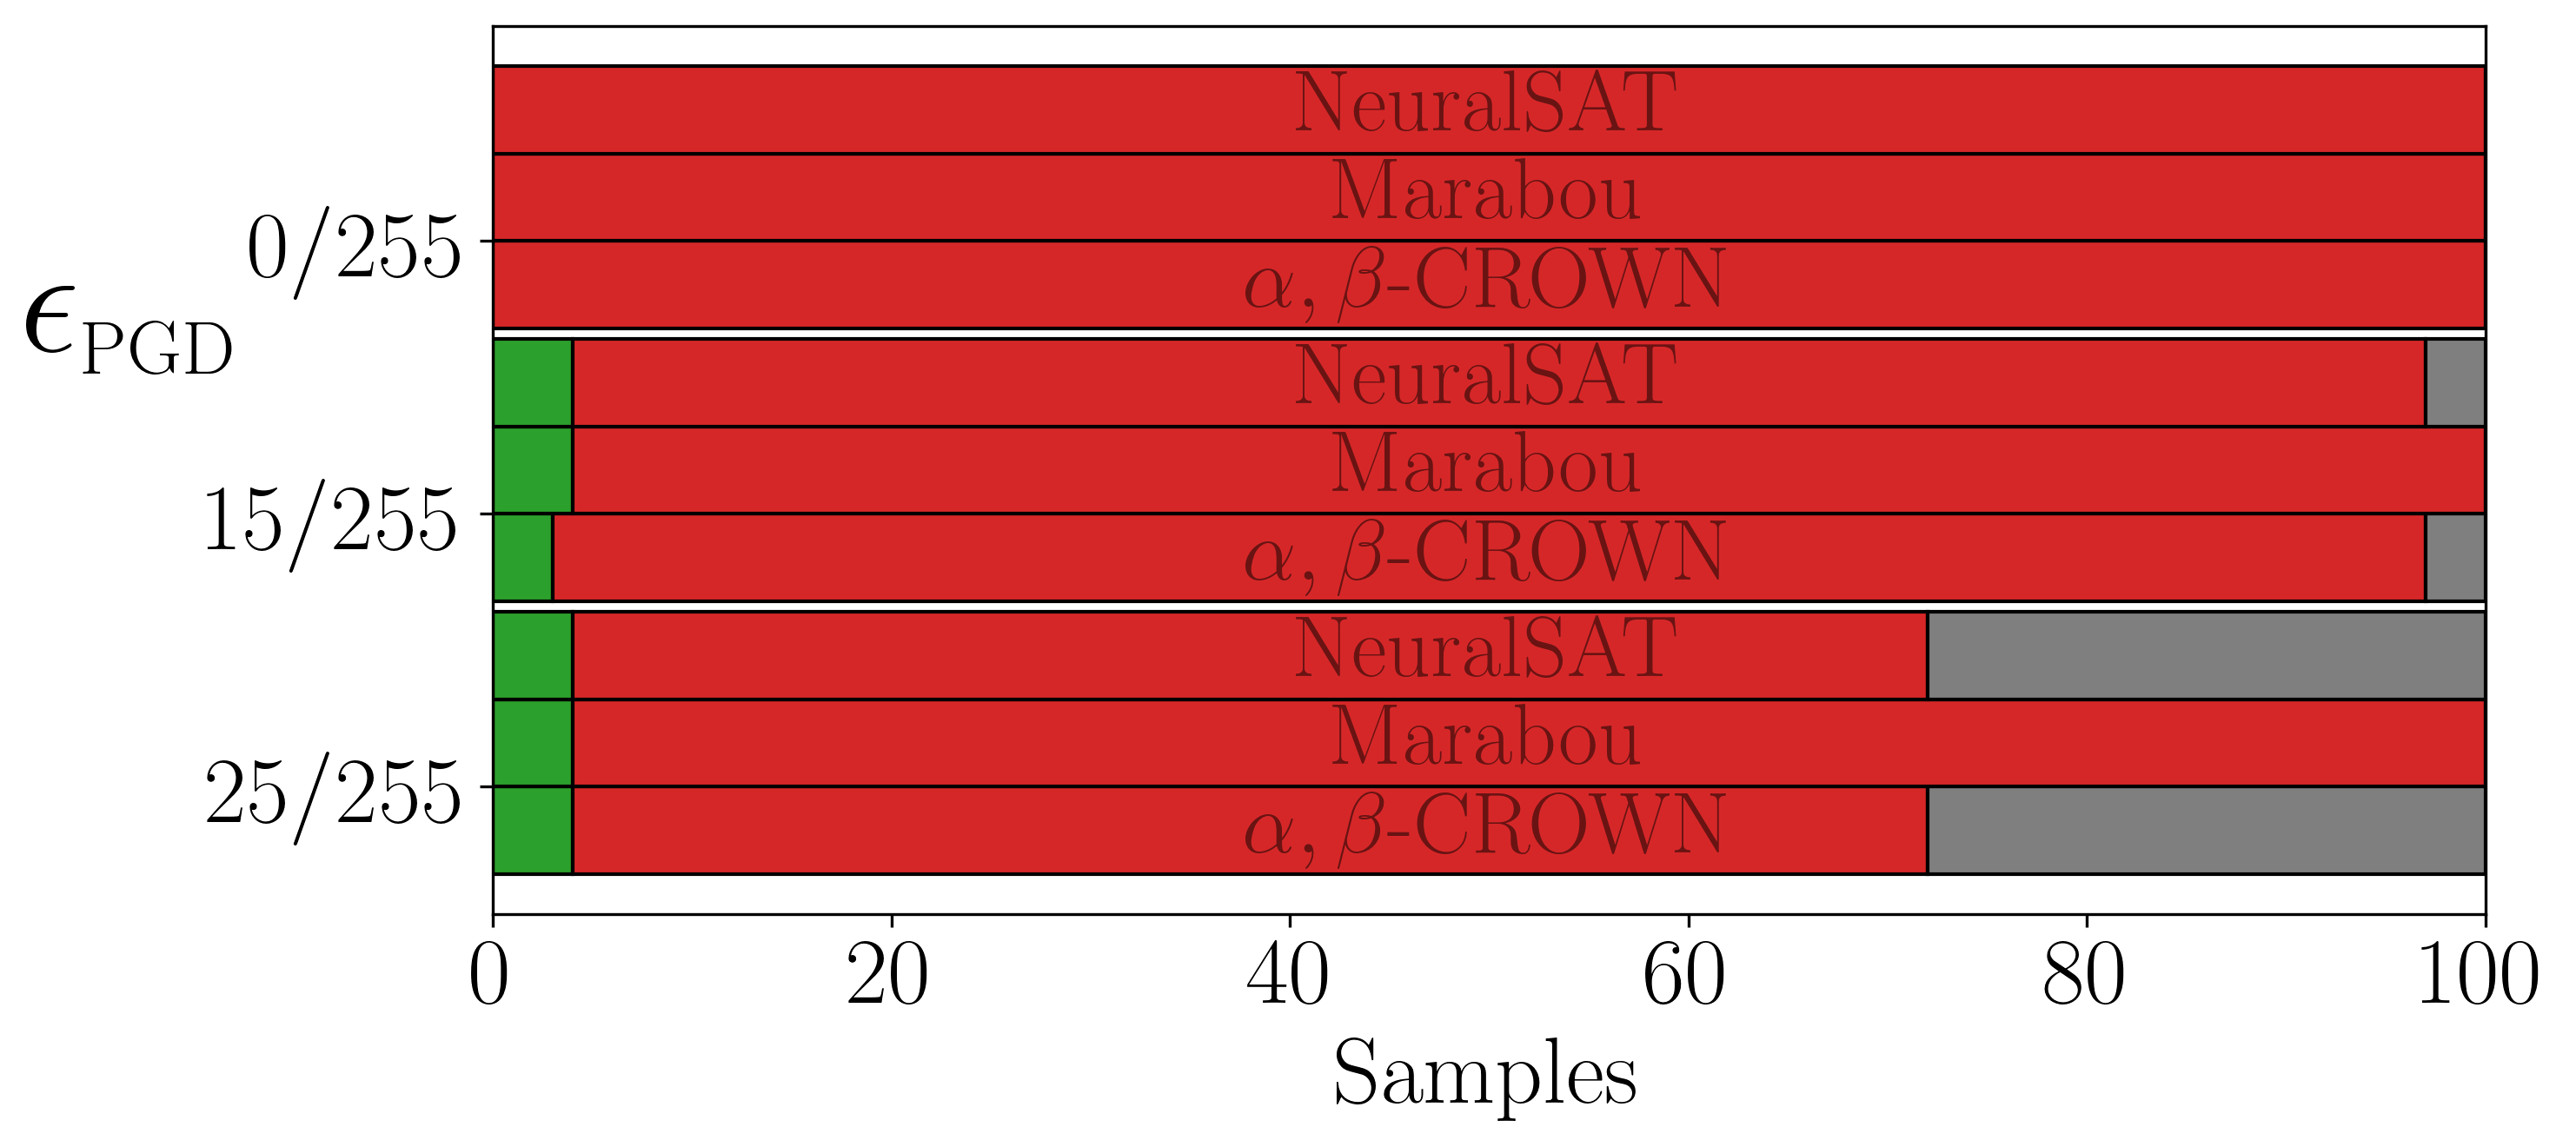 NeuralSAT
Marabou
0/255
α, β-CROWN
ϵPGD
NeuralSAT
Marabou
15/255
α, β-CROWN
NeuralSAT
Marabou
25/255
α, β-CROWN
0 20 40 60 80 100
Samples